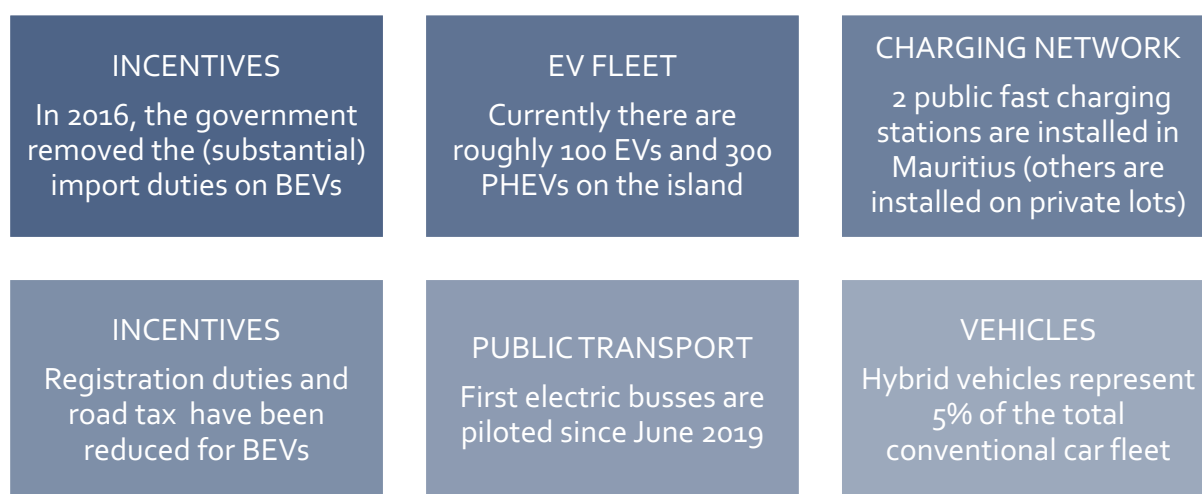 INCENTIVES
In 2016, the government
removed the (substantial)
import duties on BEVs
EV FLEET
Currently there are
roughly 100 EVs and 300
PHEVs on the island
CHARGING NETWORK
2 public fast charging
stations are installed in
Mauritius (others are
installed on private lots)
INCENTIVES
Registration duties and
road tax have been
reduced for BEVs
PUBLIC TRANSPORT
First electric busses are
piloted since June 2019
VEHICLES
Hybrid vehicles represent
5% of the total
conventional car fleet